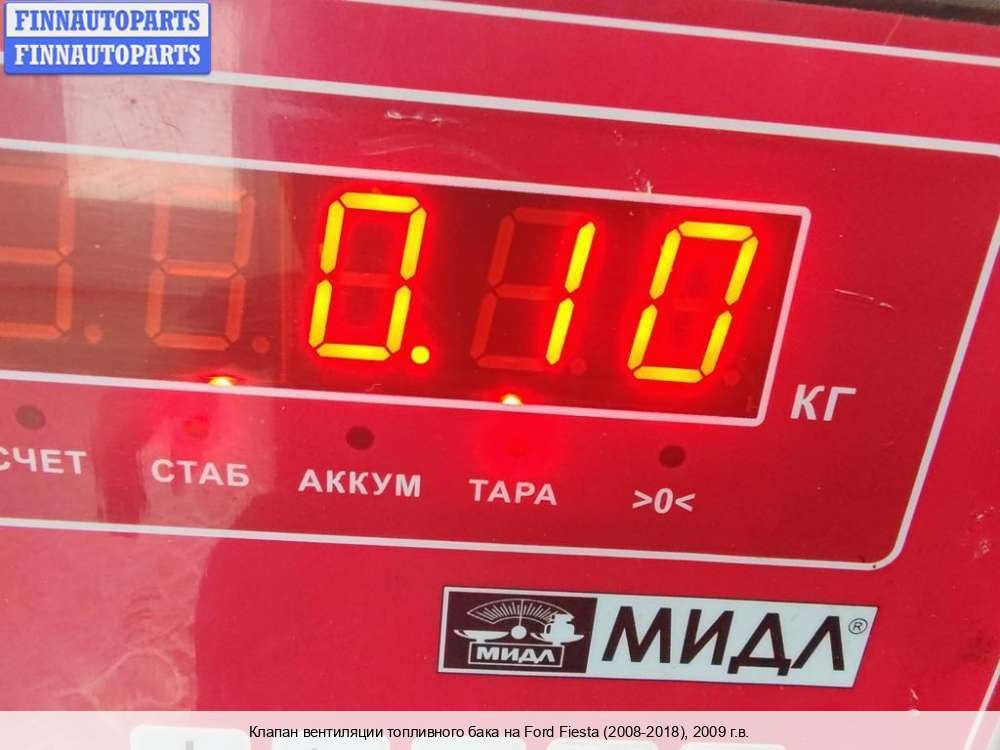 FINNAUTOPARTS
FINNAUTOPARTS
0.10
КГ
СЧЕТ
СТАБ
АККУМ
ТАРА
>0<
МИДЛ
МИДЛ®
Клапан вентиляции топливного бака на Ford Fiesta (2008-2018), 2009 г.в.